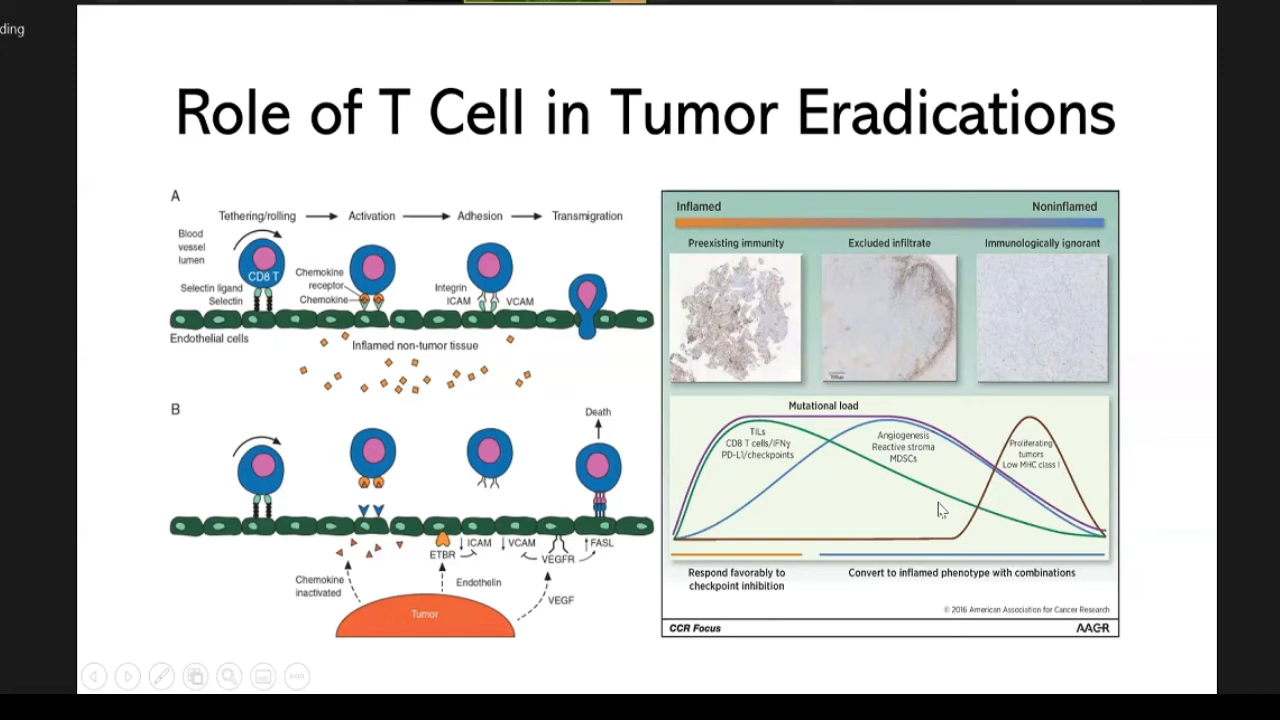 ding
Role of T Cell in Tumor Eradications
A
Tethering/rolling
Activation
Adhesion
Transmigration
Blood
vessel
lumen
CD8 T
Selectin ligand
Selectin
Chemokine
receptor
Chemokine
Integrin
ICAM
VCAM
Endothelial cells
Inflamed non-tumor tissue
B
Death
ETBR
ICAM
VCAM
VEGFR
FASL
Chemokine
inactivated
Endothelin
VEGF
Tumor
Inflamed
Noninflamed
Preexisting immunity
Excluded infiltrate
Immunologically ignorant
Mutational load
TILs
CD8 T cells/IFNγ
PD-L1/checkpoints
Angiogenesis
Reactive stroma
MDSCs
Proliferating
tumors
Low MHC class I
Respond favorably to
checkpoint inhibition
Convert to inflamed phenotype with combinations
© 2016 American Association for Cancer Research
CCR Focus
AACR